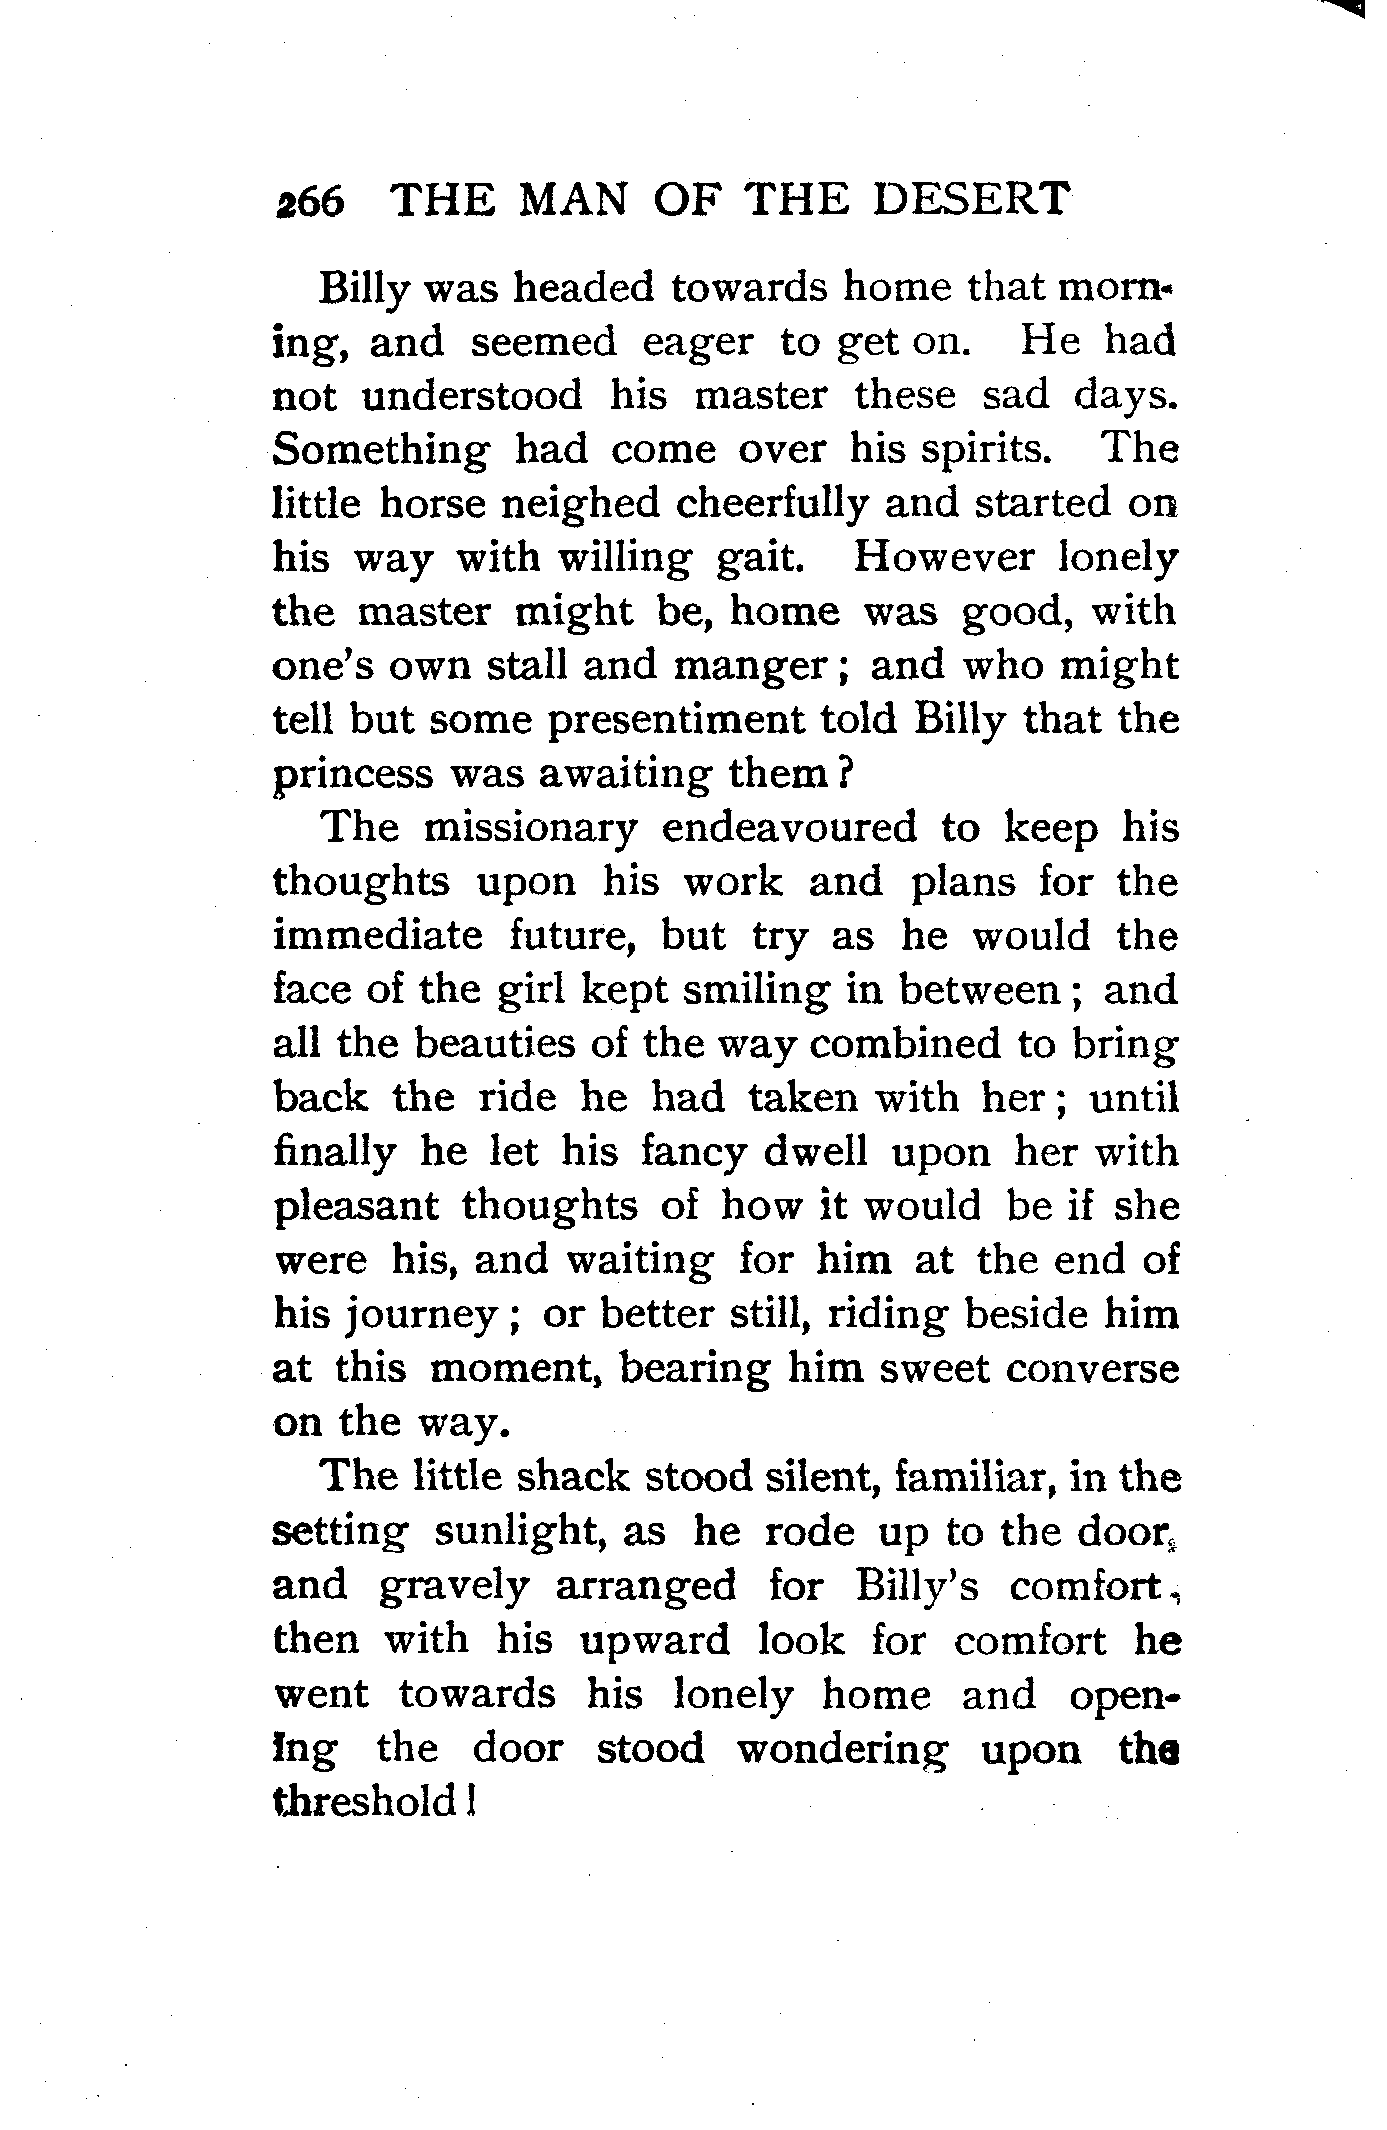 266 THE MAN OF THE DESERT
Billy was headed towards home that morn-
ing, and seemed eager to get on. He had
not understood his master these sad days.
Something had come over his spirits. The
little horse neighed cheerfully and started on
his way with willing gait. However lonely
the master might be, home was good, with
one's own stall and manger ; and who might
tell but some presentiment told Billy that the
princess was awaiting them ?
The missionary endeavoured to keep his
thoughts upon his work and plans for the
immediate future, but try as he would the
face of the girl kept smiling in between ; and
all the beauties of the way combined to bring
back the ride he had taken with her ; until
finally he let his fancy dwell upon her with
pleasant thoughts of how it would be if she
were his, and waiting for him at the end of
his journey ; or better still, riding beside him
at this moment, bearing him sweet converse
on the way.
The little shack stood silent, familiar, in the
setting sunlight, as he rode up to the door,
and gravely arranged for Billy's comfort,
then with his upward look for comfort he
went towards his lonely home and open-
ing the door stood wondering upon the
threshold !